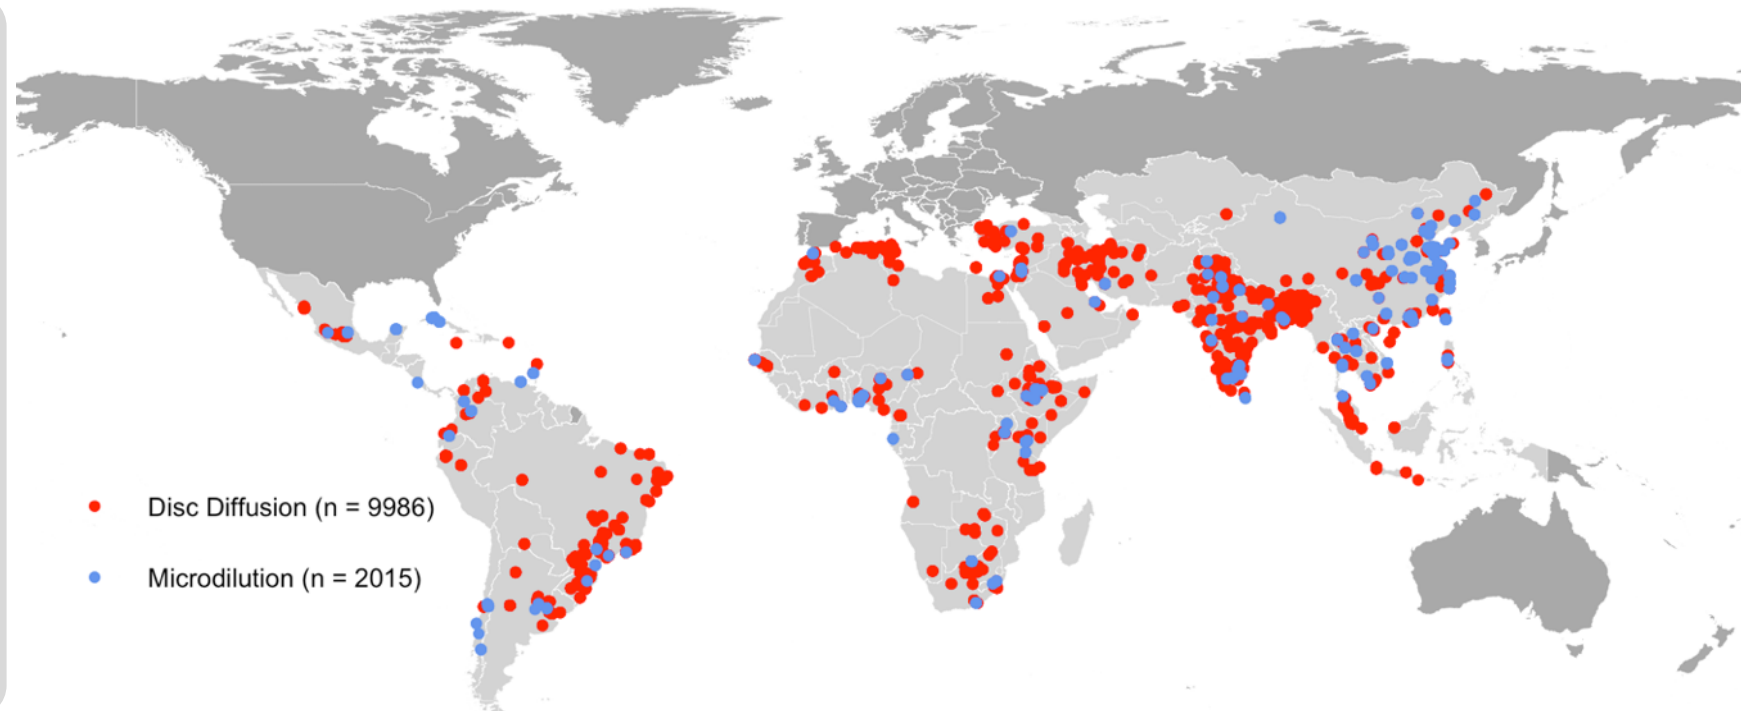 Disc Diffusion (n = 9986)
Microdilution (n = 2015)